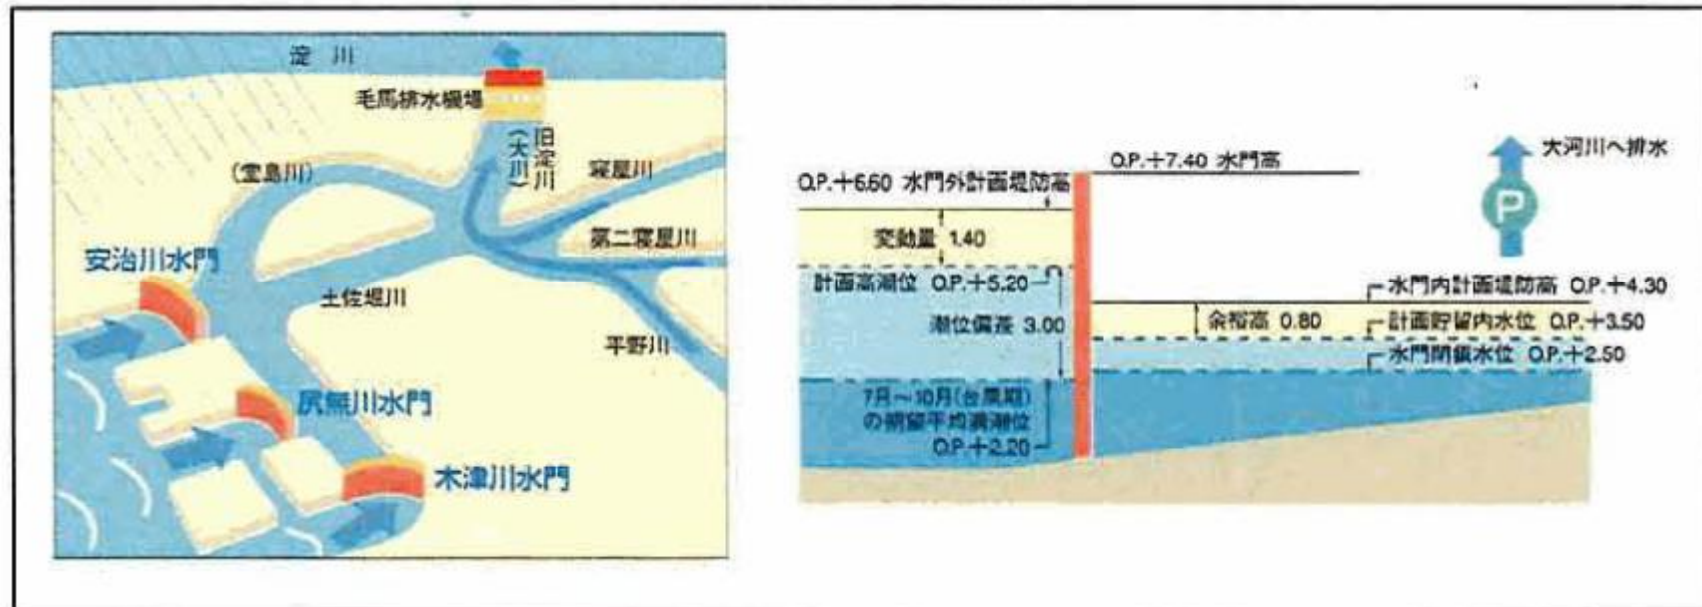 淀 川
毛馬排水機場
旧淀川
(大川)
(堂島川)
寝屋川
第二寝屋川
安治川水門
土佐堀川
平野川
尻無川水門
木津川水門
大河川へ排水
P
O.P.+7.40 水門高
O.P.+6.60 水門外計画堤防高
変動量 1.40
計画高潮位 O.P.+5.20
潮位偏差 3.00
水門内計画堤防高 O.P.+4.30
余裕高 0.80
計画貯留内水位 O.P.+3.50
水門閉鎖水位 O.P.+2.50
7月~10月(台風期)
の朔望平均満潮位
O.P.+2.20